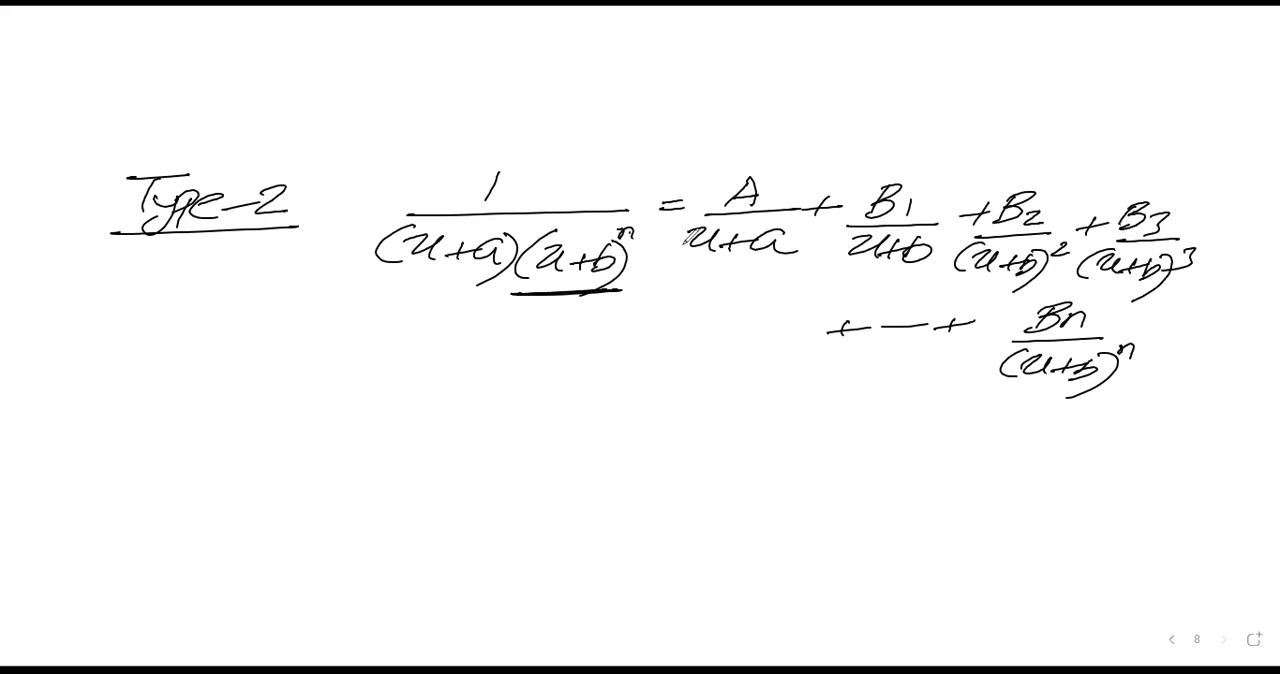 Type-2 1/((x+a)(x+b)^n) = A/(x+a) + B1/(x+b) + B2/(x+b)^2 + B3/(x+b)^3
+ — + Bn/(x+b)^n
8